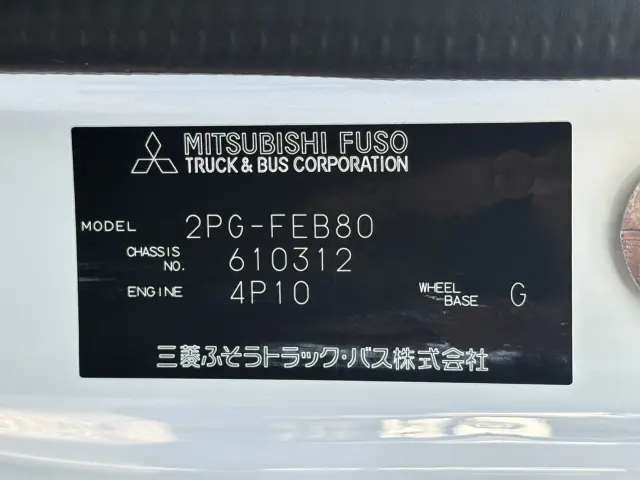 MITSUBISHI FUSO
TRUCK & BUS CORPORATION
MODEL 2PG-FEB80
CHASSIS NO. 610312
ENGINE 4P10 WHEEL BASE G
三菱ふそうトラック・バス株式会社